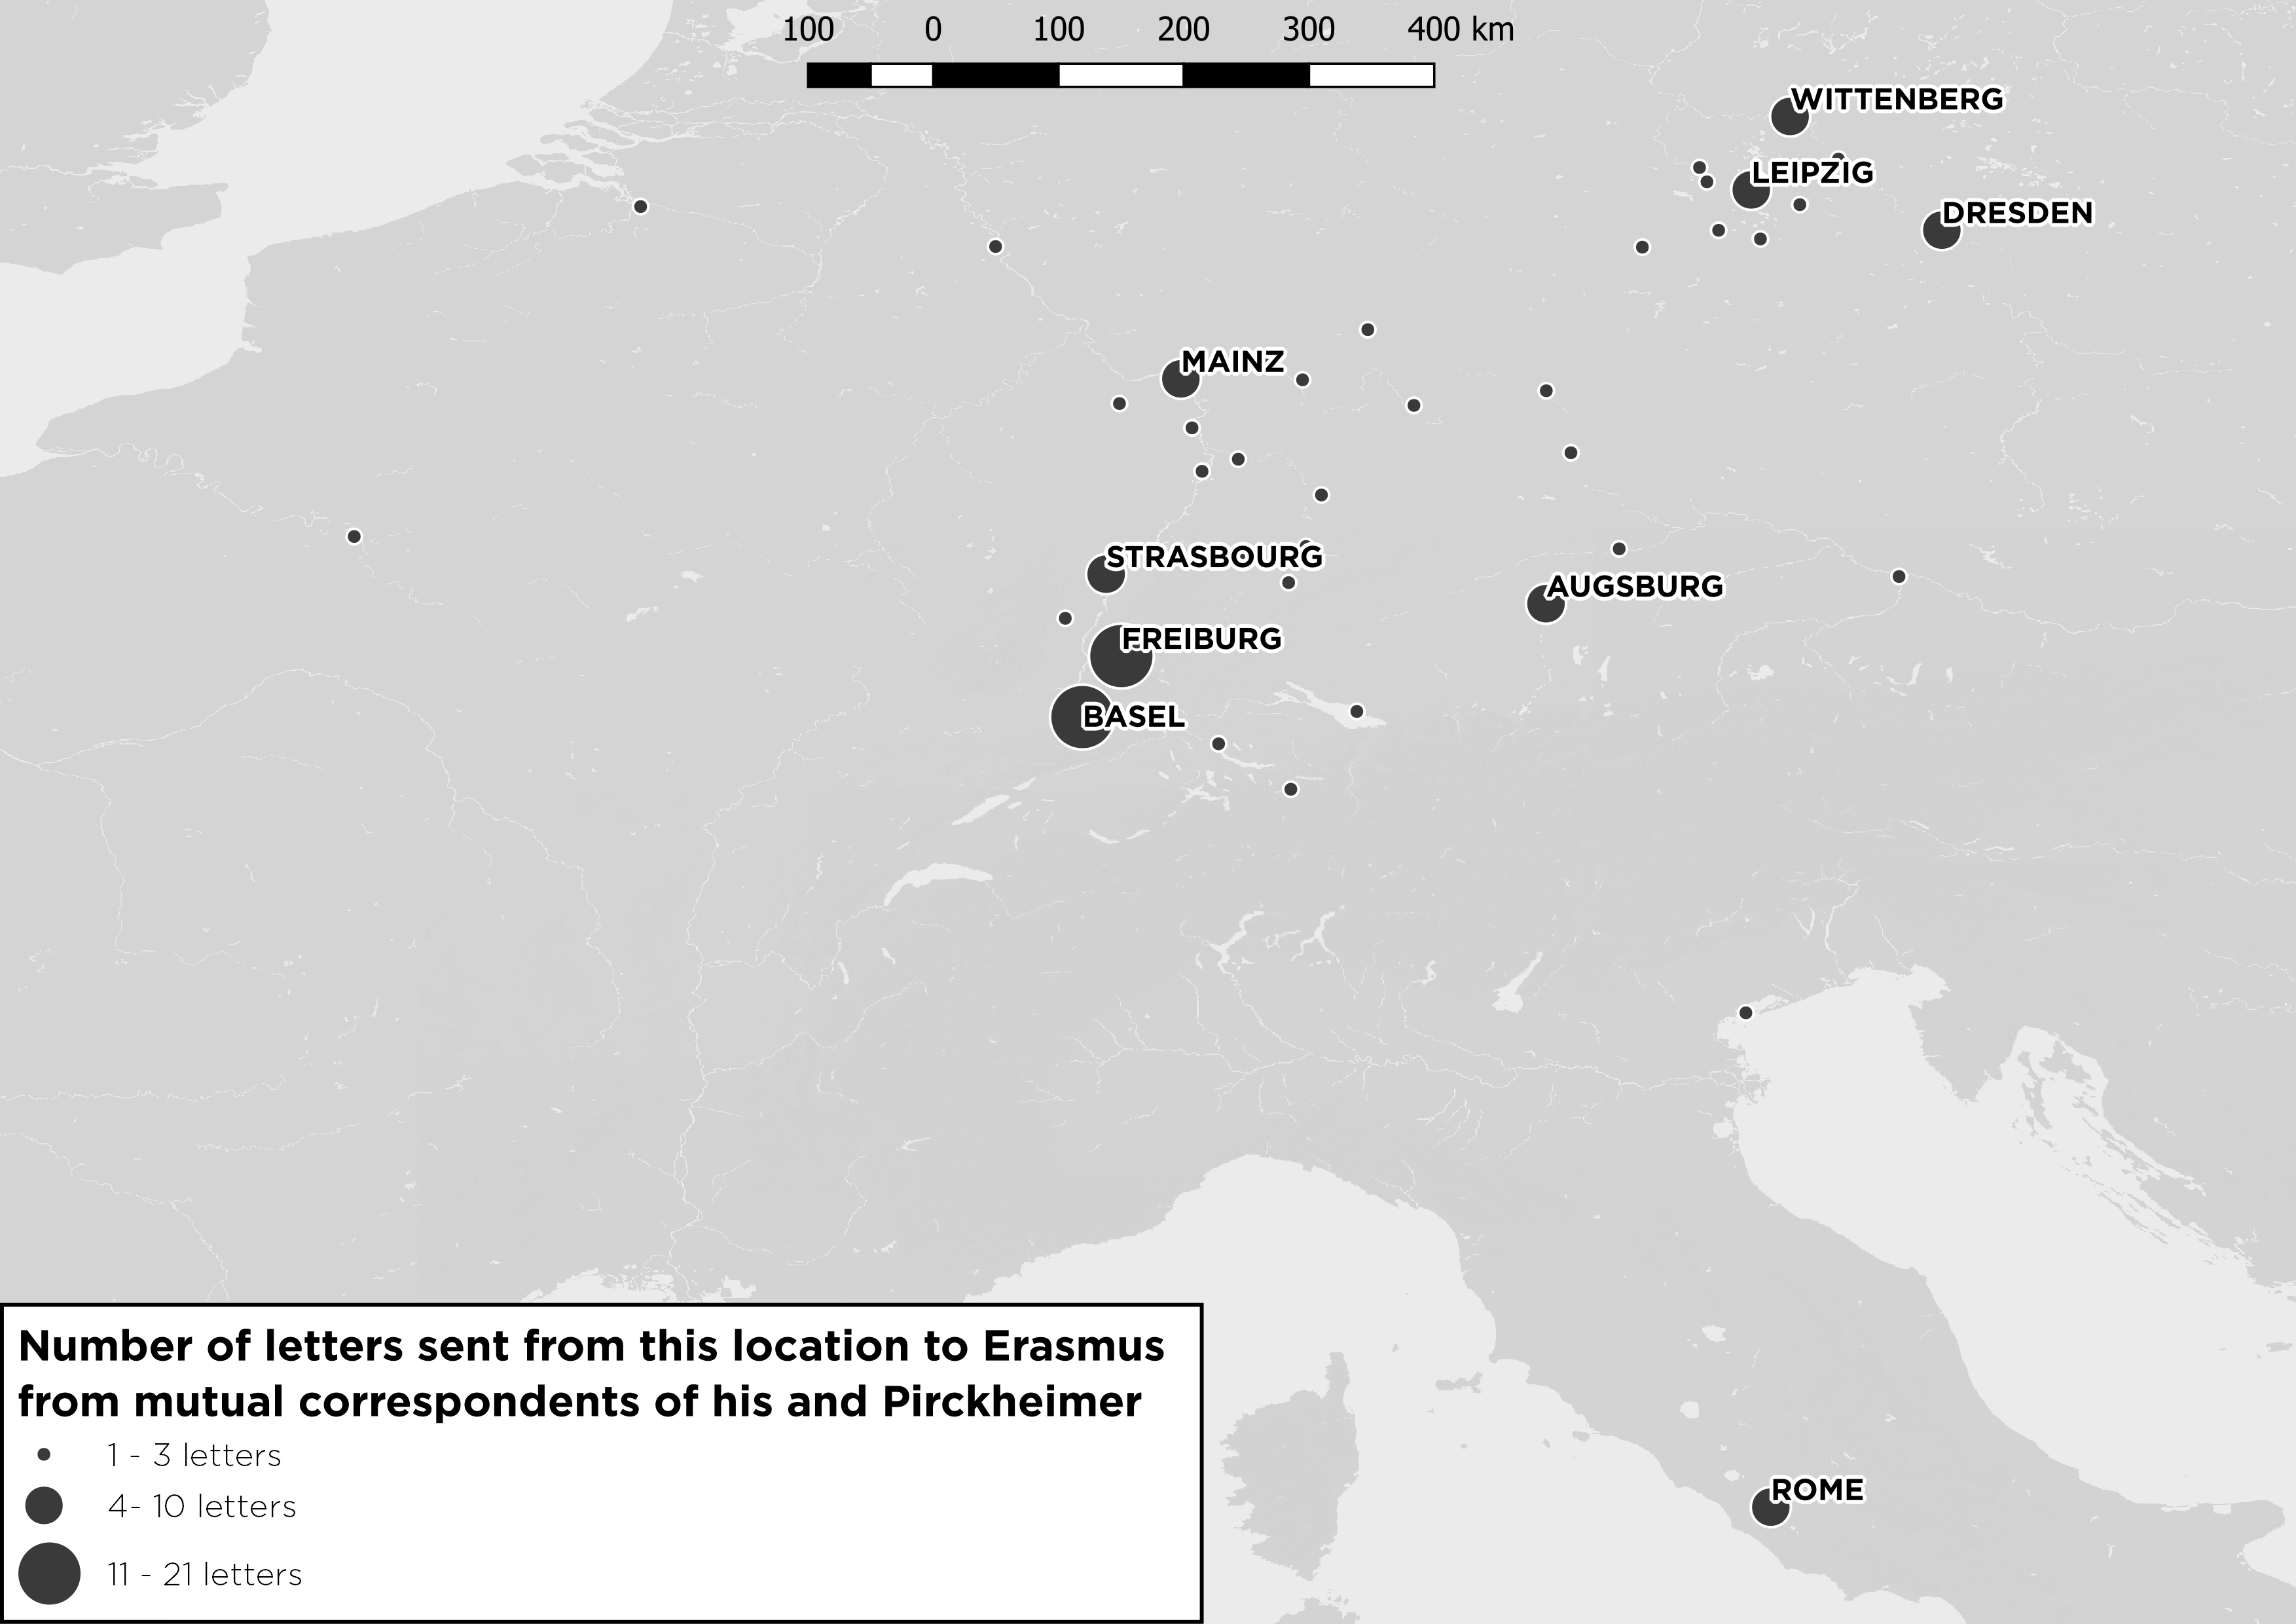 100 0 100 200 300 400 km
WITTENBERG
LEIPZIG
DRESDEN
MAINZ
STRASBOURG
AUGSBURG
FREIBURG
BASEL
ROME
Number of letters sent from this location to Erasmus
from mutual correspondents of his and Pirckheimer
1 - 3 letters
4- 10 letters
11 - 21 letters